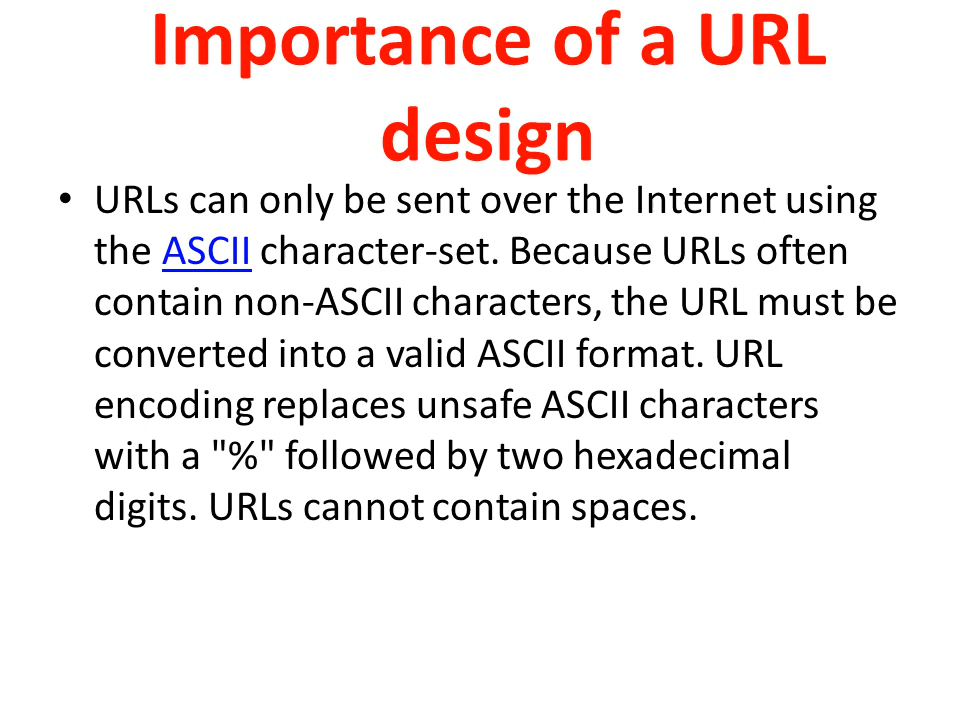 Importance of a URL
design
• URLs can only be sent over the Internet using
the ASCII character-set. Because URLs often
contain non-ASCII characters, the URL must be
converted into a valid ASCII format. URL
encoding replaces unsafe ASCII characters
with a "%" followed by two hexadecimal
digits. URLs cannot contain spaces.